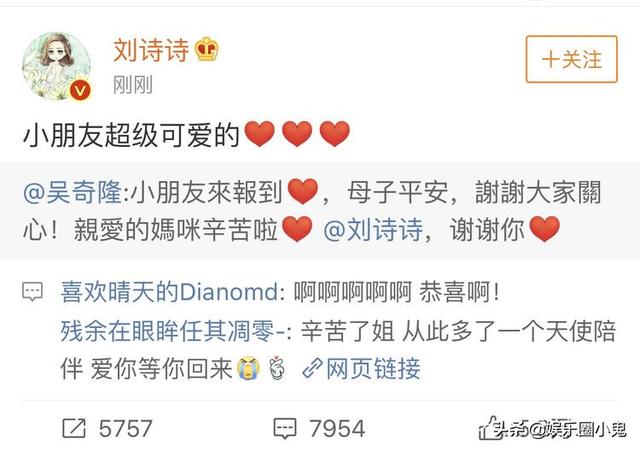 刘诗诗
刚刚
十关注
小朋友超级可爱的❤️❤️❤️
@吴奇隆:小朋友來報到❤️，母子平安，謝謝大家關
心！親愛的媽咪辛苦啦❤️ @刘诗诗，谢谢你❤️
喜欢晴天的Dianomd: 啊啊啊啊啊 恭喜啊！
残余在眼眸任其凋零-: 辛苦了姐 从此多了一个天使陪
伴 爱你等你回来😭 网页链接
5757
7954
头条@娱乐圈小鬼